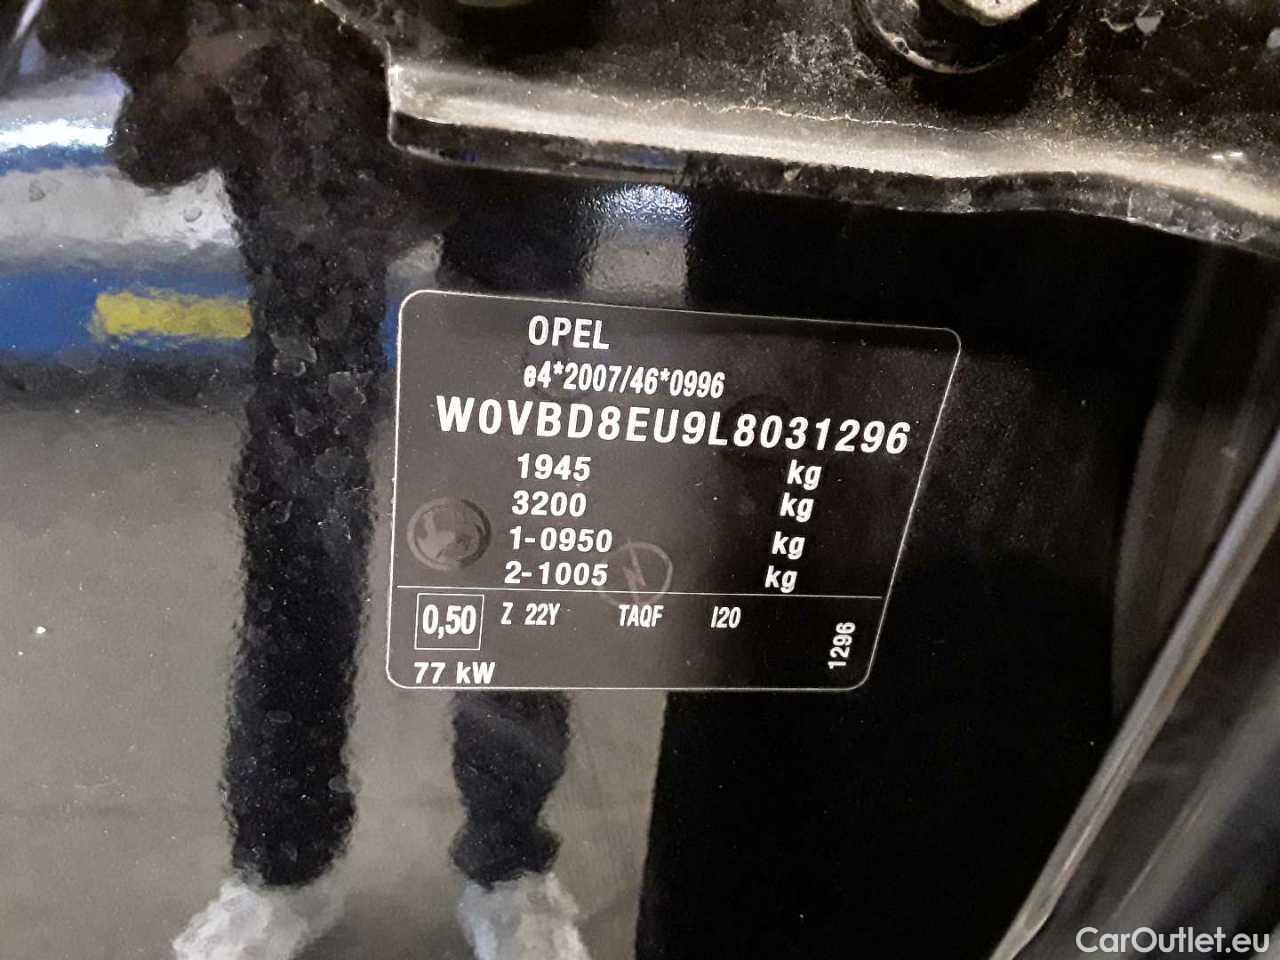 OPEL
e4*2007/46*0996
W0VBD8EU9L8031296
1945 kg
3200 kg
1-0950 kg
2-1005 kg
0,50 Z 22Y TAQF I20
77 kW
1296
CarOutlet.eu